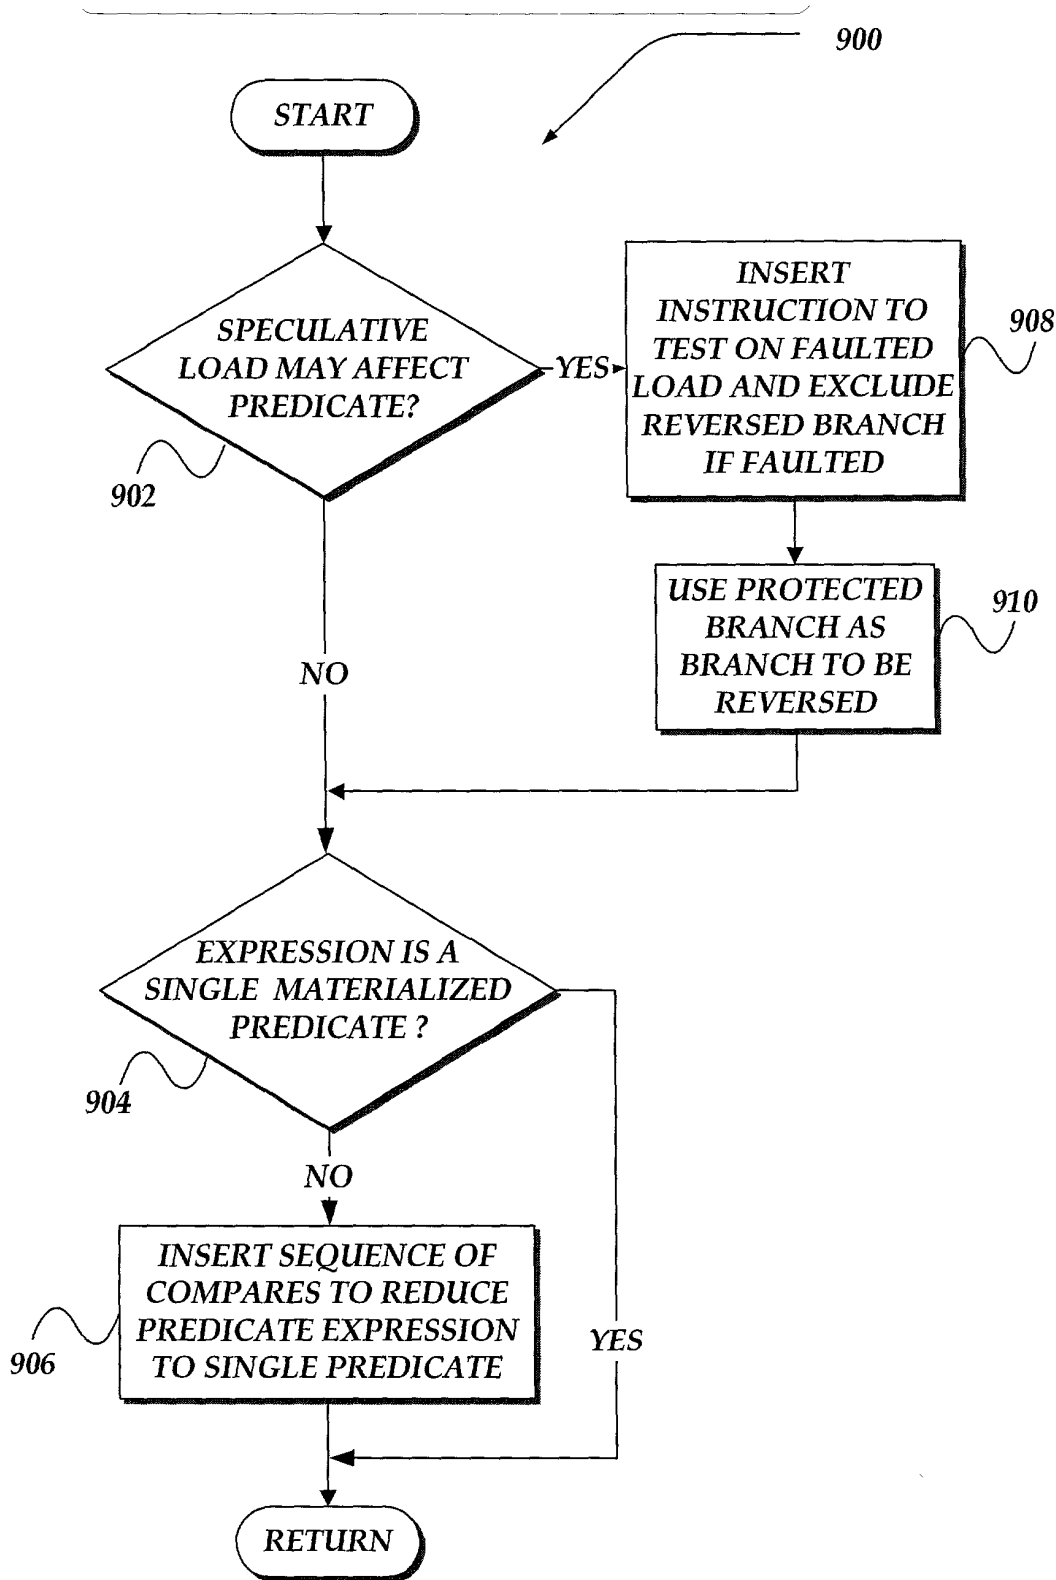 900
START
SPECULATIVE
LOAD MAY AFFECT
PREDICATE?
902
YES
INSERT
INSTRUCTION TO
TEST ON FAULTED
LOAD AND EXCLUDE
REVERSED BRANCH
IF FAULTED
908
USE PROTECTED
BRANCH AS
BRANCH TO BE
REVERSED
910
NO
EXPRESSION IS A
SINGLE MATERIALIZED
PREDICATE ?
904
NO
INSERT SEQUENCE OF
COMPARES TO REDUCE
PREDICATE EXPRESSION
TO SINGLE PREDICATE
906
YES
RETURN